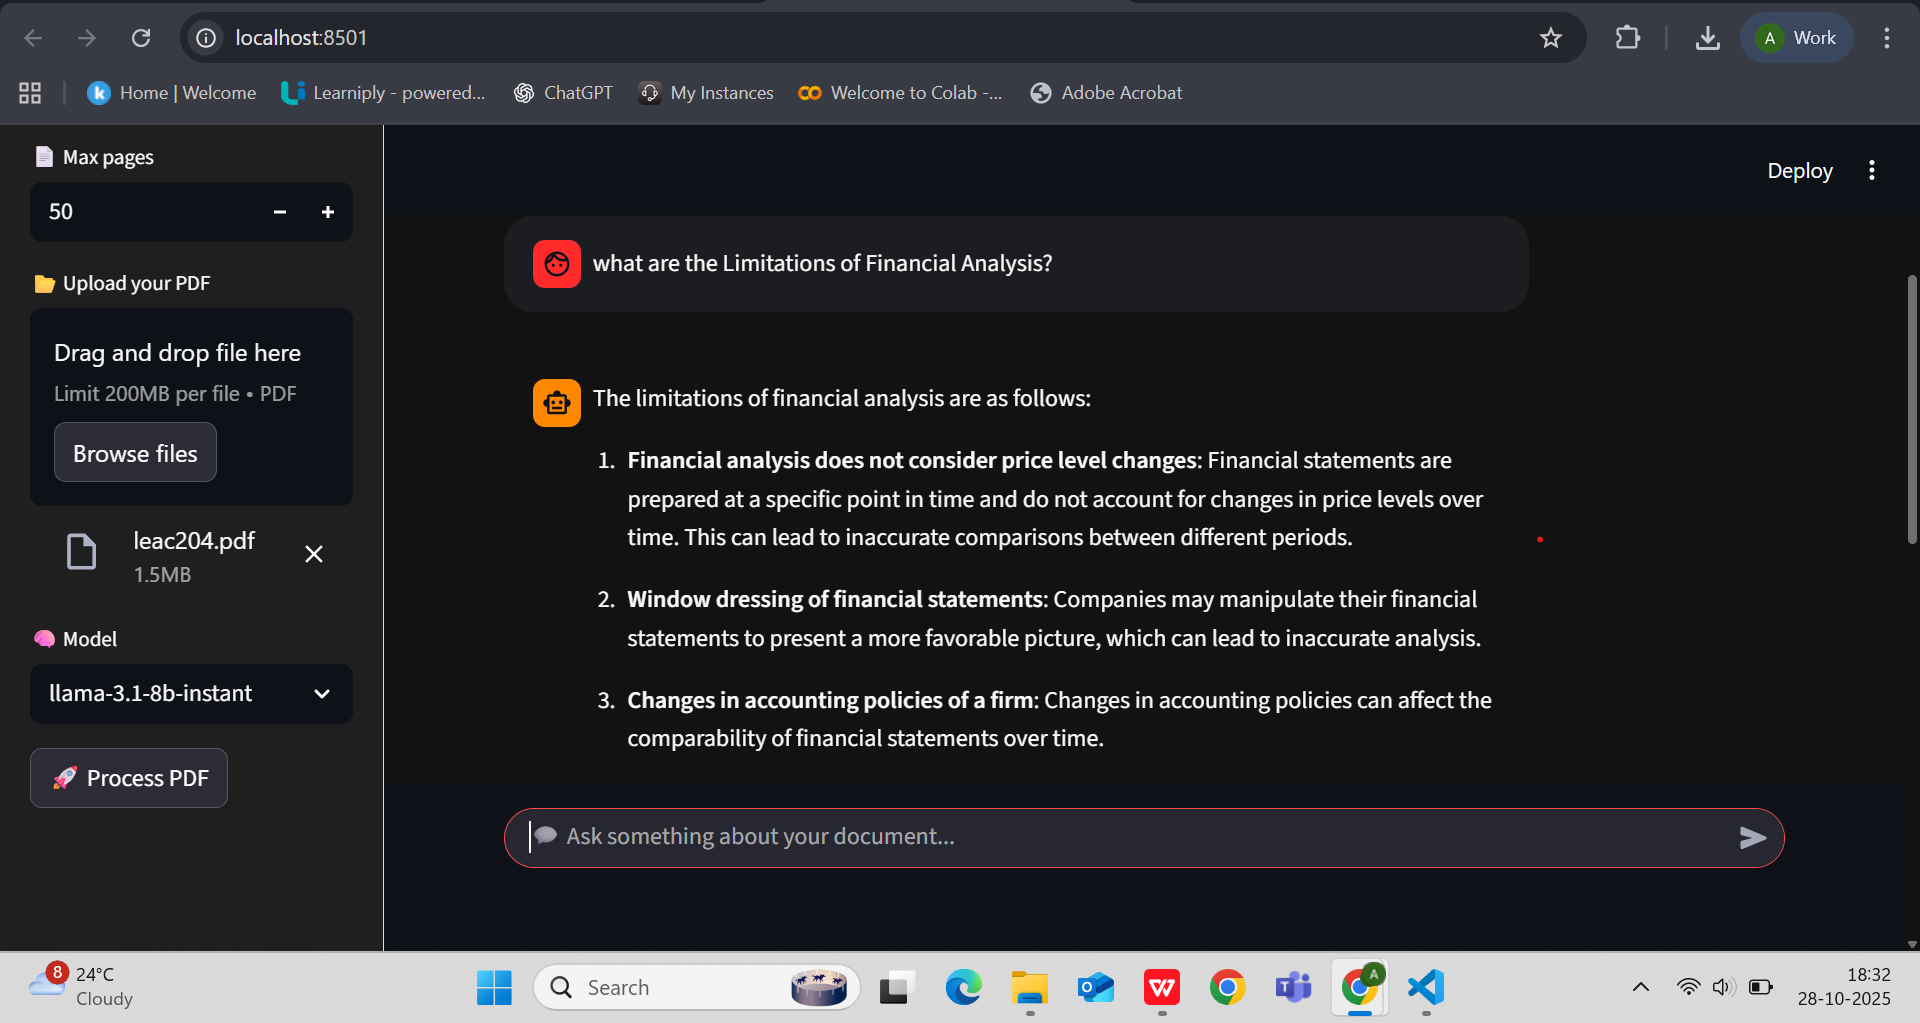 localhost:8501
A
Work
Home | Welcome
Learniply - powered...
ChatGPT
My Instances
Welcome to Colab -...
Adobe Acrobat
Max pages
50
Upload your PDF
Drag and drop file here
Limit 200MB per file • PDF
Browse files
leac204.pdf
1.5MB
Model
llama-3.1-8b-instant
Process PDF
Deploy
what are the Limitations of Financial Analysis?
The limitations of financial analysis are as follows:
1. Financial analysis does not consider price level changes: Financial statements are
prepared at a specific point in time and do not account for changes in price levels over
time. This can lead to inaccurate comparisons between different periods.
2. Window dressing of financial statements: Companies may manipulate their financial
statements to present a more favorable picture, which can lead to inaccurate analysis.
3. Changes in accounting policies of a firm: Changes in accounting policies can affect the
comparability of financial statements over time.
Ask something about your document...
8
24°C
Cloudy
Search
A
18:32
28-10-2025